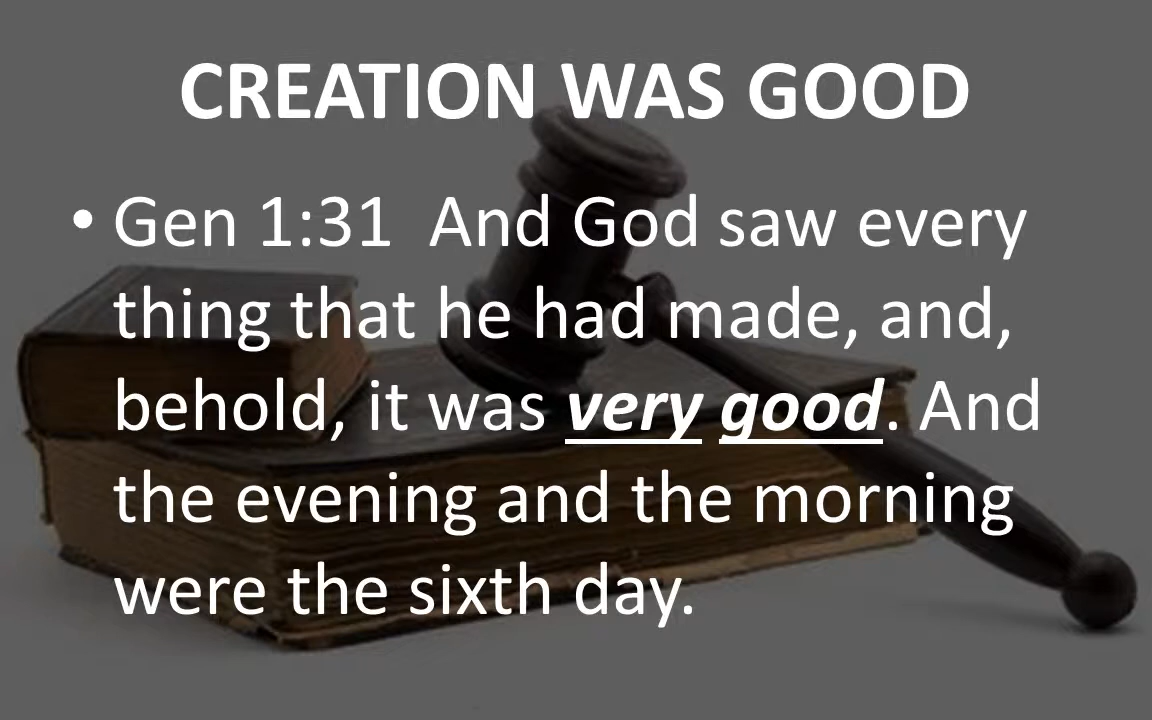 CREATION WAS GOOD
• Gen 1:31  And God saw every
thing that he had made, and,
behold, it was very good. And
the evening and the morning
were the sixth day.